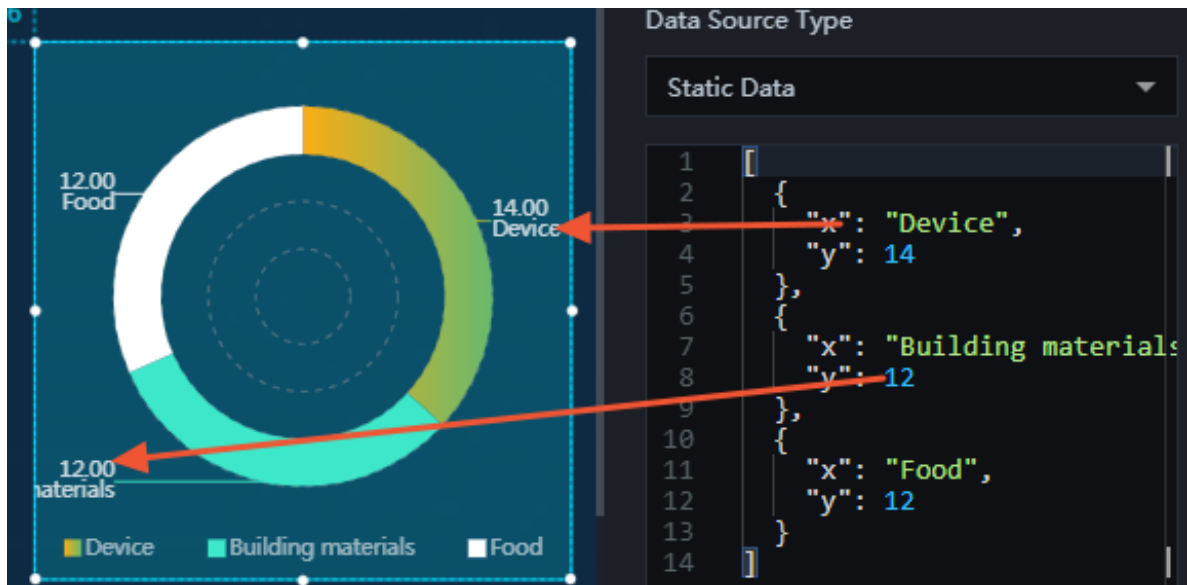 6
12.00
Food
14.00
Device
12.00
materials
Device
Building materials
Food
Data Source Type
Static Data
1 [
2 {
3 "x": "Device",
4 "y": 14
5 },
6 {
7 "x": "Building materials
8 "y": 12
9 },
10 {
11 "x": "Food",
12 "y": 12
13 }
14 ]